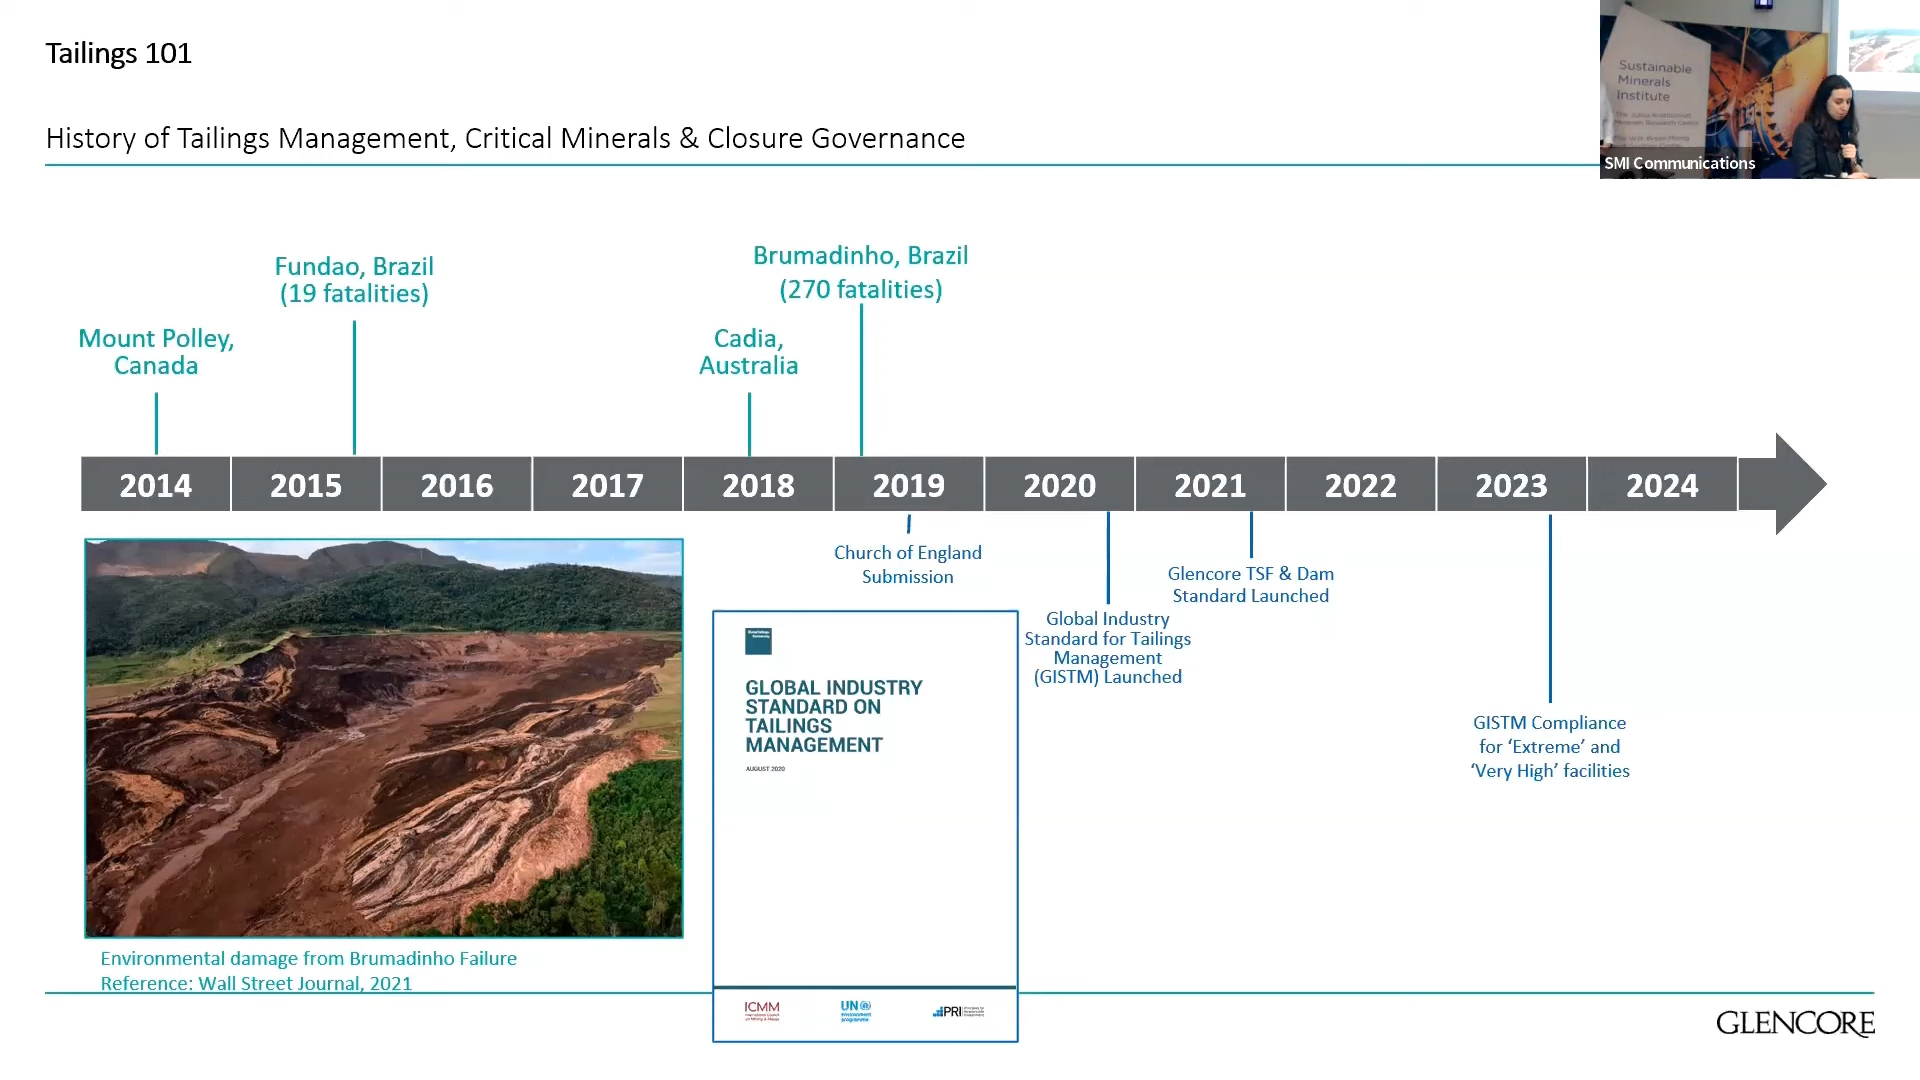 Tailings 101
History of Tailings Management, Critical Minerals & Closure Governance
Sustainable
Minerals
Institute
SMI Communications
Brumadinho, Brazil
(270 fatalities)
Fundao, Brazil
(19 fatalities)
Mount Polley,
Canada
Cadia,
Australia
2014
2015
2016
2017
2018
2019
2020
2021
2022
2023
2024
Church of England
Submission
Glencore TSF & Dam
Standard Launched
Global Industry
Standard for Tailings
Management
(GISTM) Launched
GISTM Compliance
for ‘Extreme’ and
‘Very High’ facilities
GLOBAL INDUSTRY
STANDARD ON
TAILINGS
MANAGEMENT
AUGUST 2020
ICMM
UN
environment
programme
PRI
Environmental damage from Brumadinho Failure
Reference: Wall Street Journal, 2021
GLENCORE